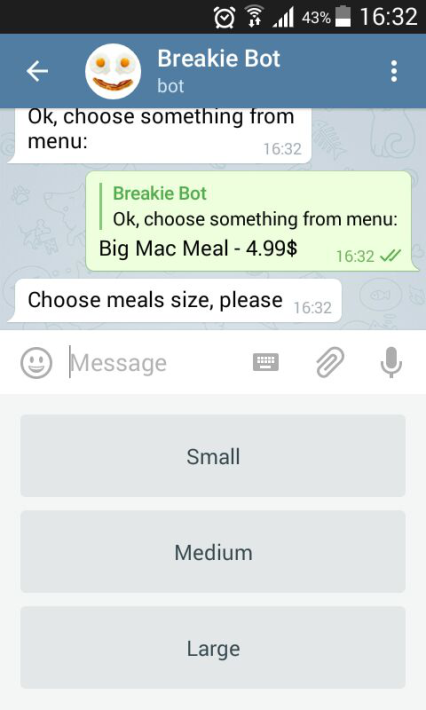 43% 16:32
Breakie Bot
bot
Ok, choose something from
menu:
16:32
Breakie Bot
Ok, choose something from menu:
Big Mac Meal - 4.99$
16:32
Choose meals size, please
16:32
Message
Small
Medium
Large